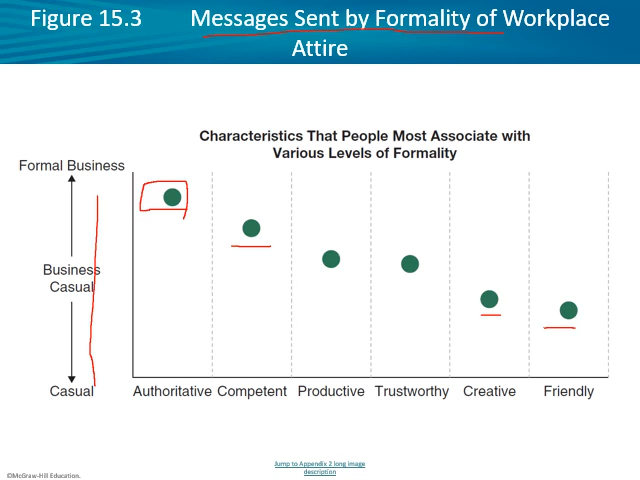 Figure 15.3 Messages Sent by Formality of Workplace
Attire
Characteristics That People Most Associate with
Various Levels of Formality
Formal Business
Business
Casual
Casual
Authoritative Competent Productive Trustworthy Creative Friendly
Jump to Appendix 2 long image
description
©McGraw-Hill Education.